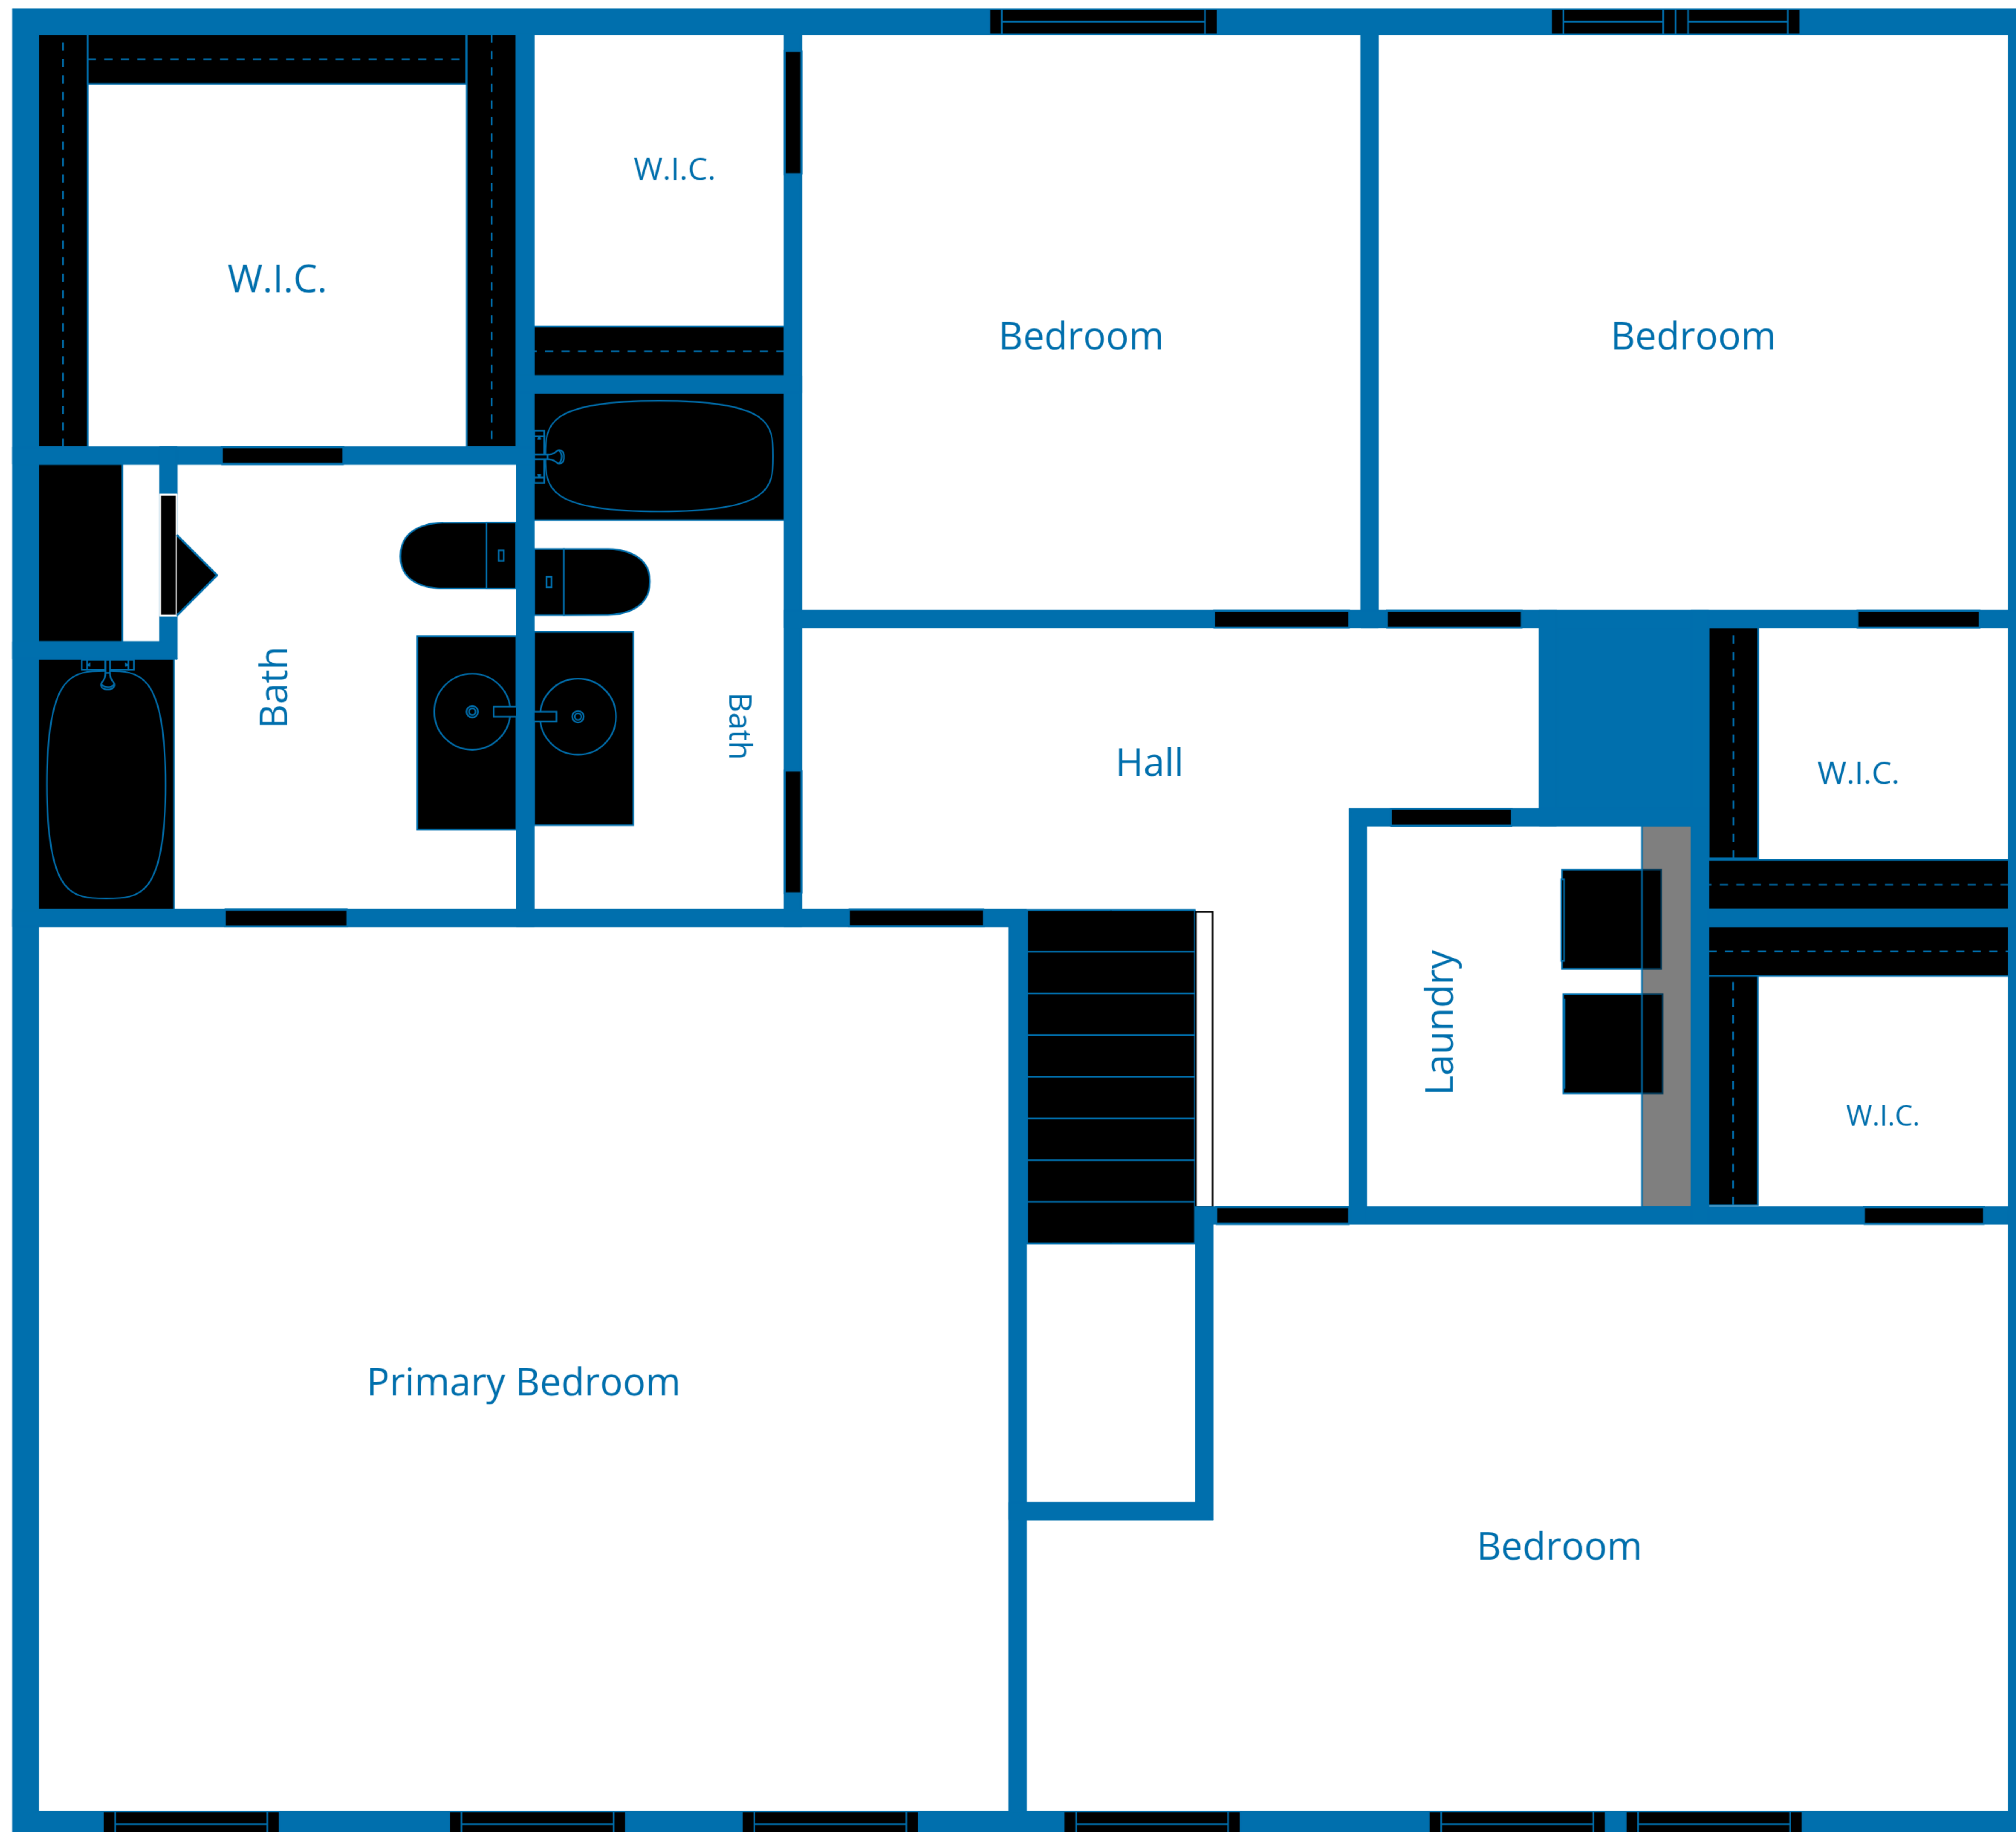 W.I.C.
W.I.C.
Bedroom
Bedroom
Bath
Bath
Hall
W.I.C.
Laundry
W.I.C.
Primary Bedroom
Bedroom